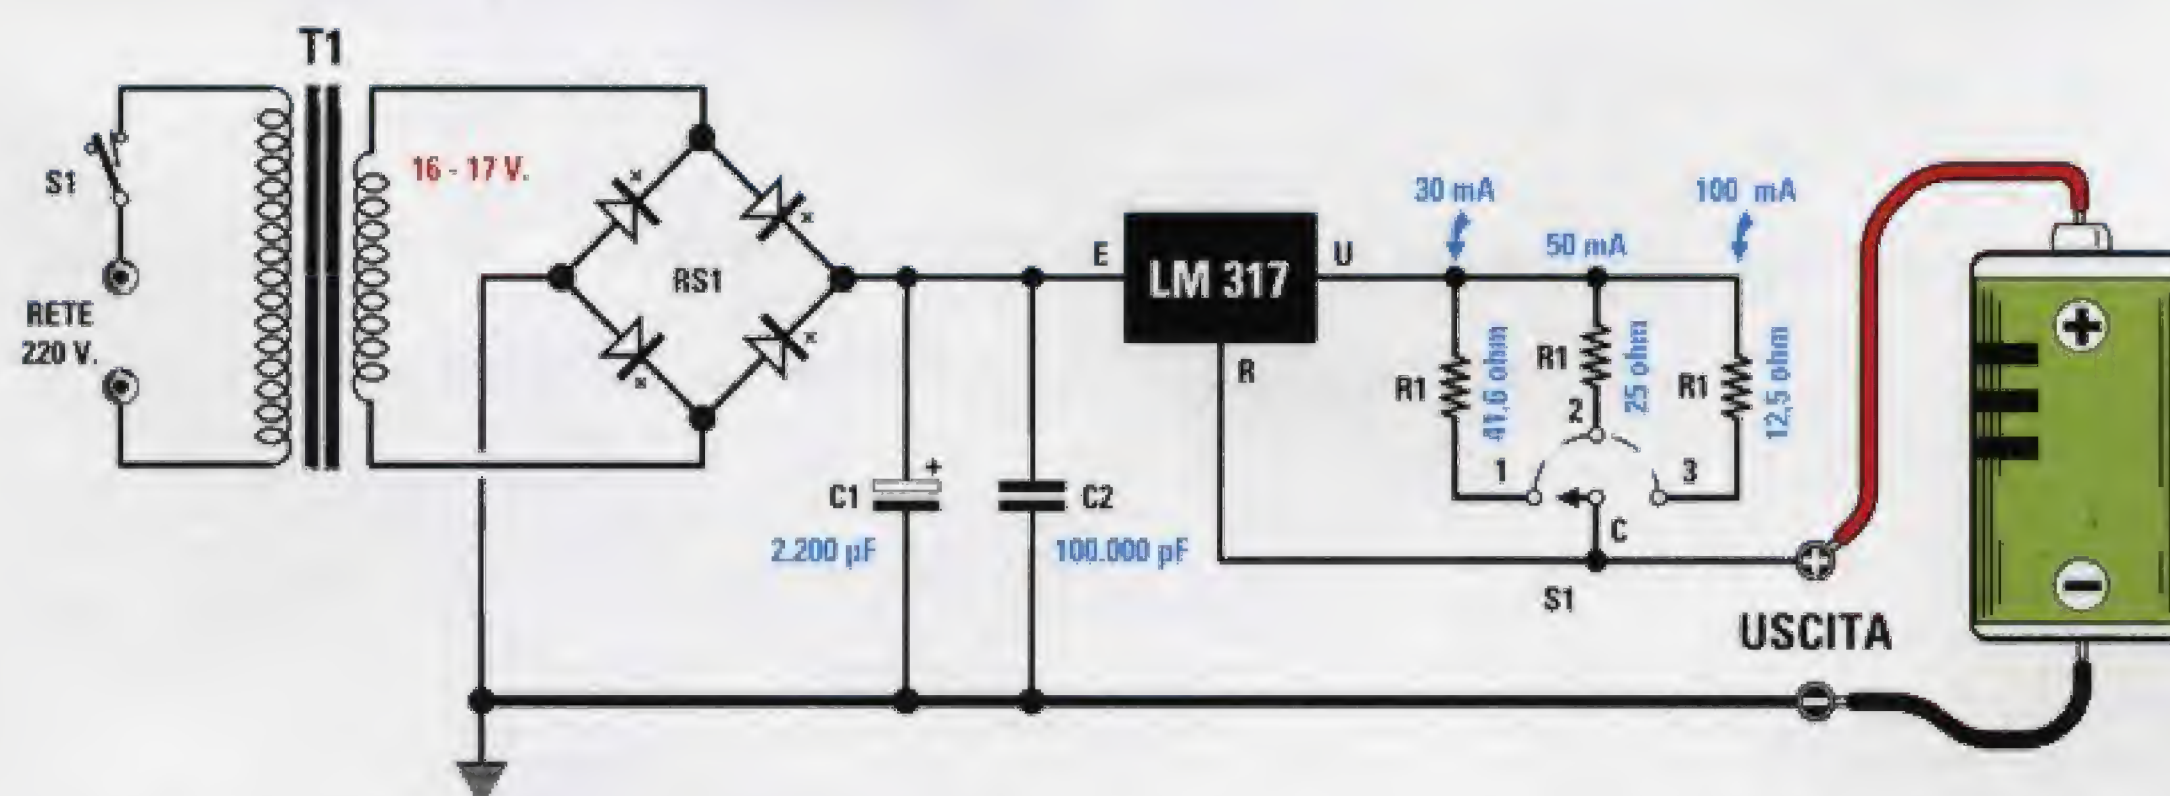 T1
16 - 17 V.
S1
RETE
220 V.
RS1
C1
+
2.200 µF
C2
100.000 pF
E
LM 317
U
R
30 mA
50 mA
100 mA
R1
41,6 ohm
R1
25 ohm
R1
12,5 ohm
1
2
3
C
S1
+
USCITA
-
+
-